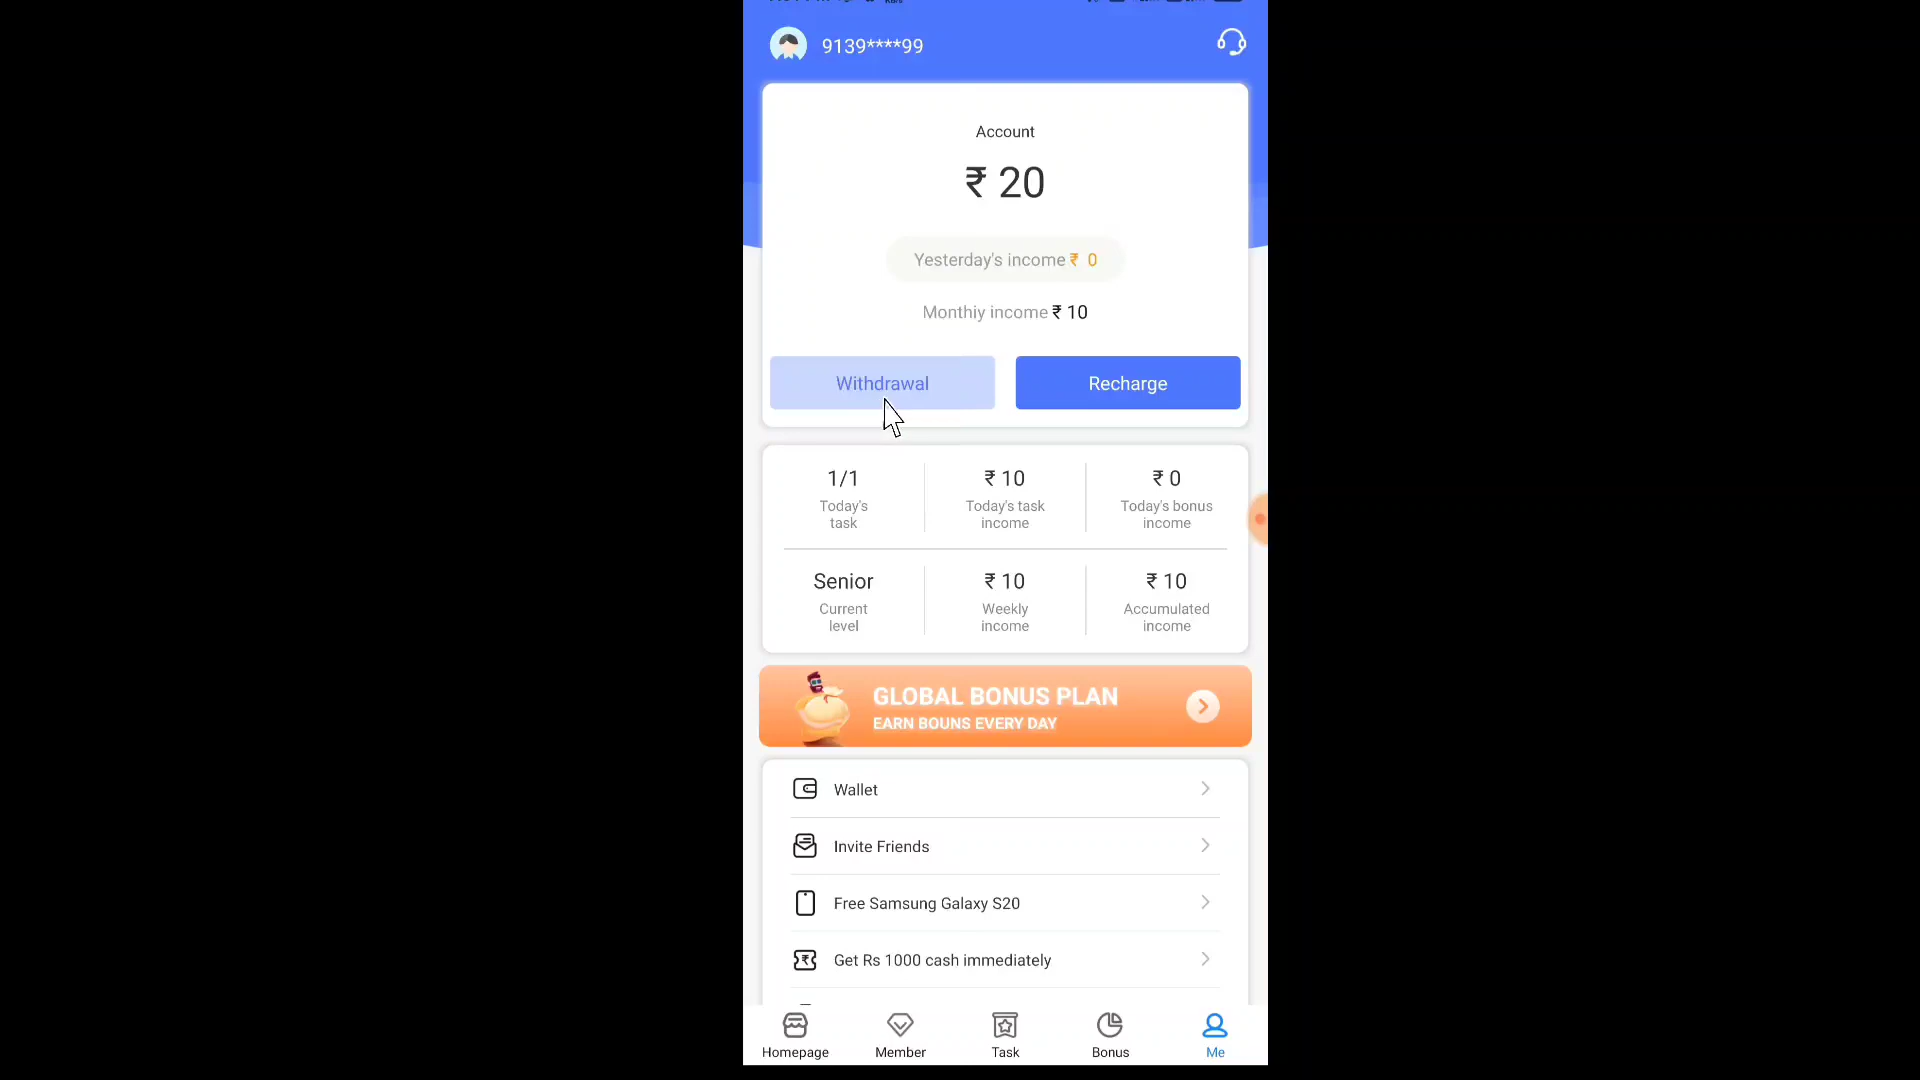 9139****99
Account
₹ 20
Yesterday's income ₹ 0
Monthiy income ₹ 10
Withdrawal
Recharge
1/1
Today's
task
₹ 10
Today's task
income
₹ 0
Today's bonus
income
Senior
Current
level
₹ 10
Weekly
income
₹ 10
Accumulated
income
GLOBAL BONUS PLAN
EARN BOUNS EVERY DAY
Wallet
Invite Friends
Free Samsung Galaxy S20
Get Rs 1000 cash immediately
Homepage
Member
Task
Bonus
Me